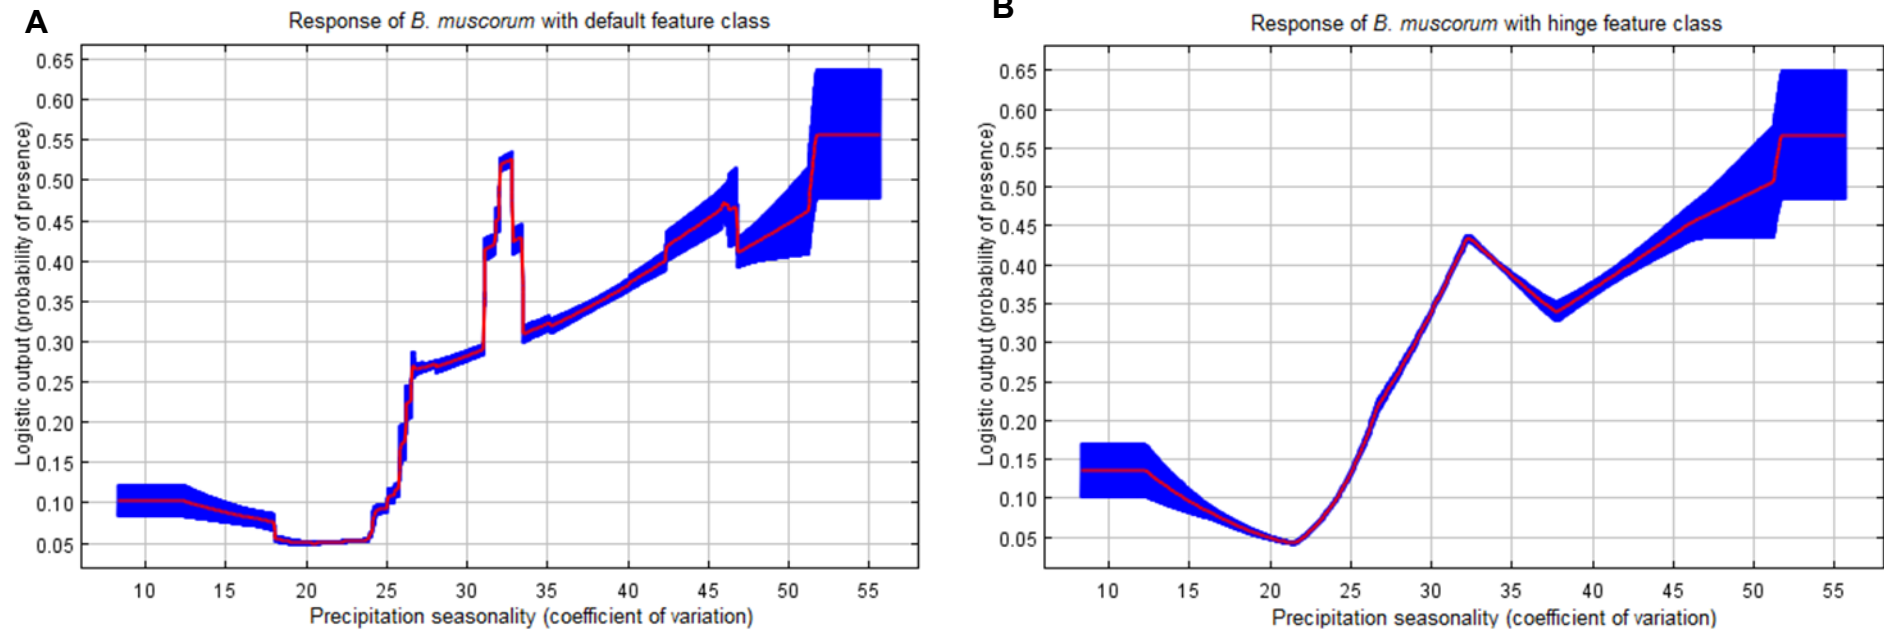 A
Response of B. muscorum with default feature class
Logistic output (probability of presence)
0.65
0.60
0.55
0.50
0.45
0.40
0.35
0.30
0.25
0.20
0.15
0.10
0.05
10 15 20 25 30 35 40 45 50 55
Precipitation seasonality (coefficient of variation)
B
Response of B. muscorum with hinge feature class
Logistic output (probability of presence)
0.65
0.60
0.55
0.50
0.45
0.40
0.35
0.30
0.25
0.20
0.15
0.10
0.05
10 15 20 25 30 35 40 45 50 55
Precipitation seasonality (coefficient of variation)